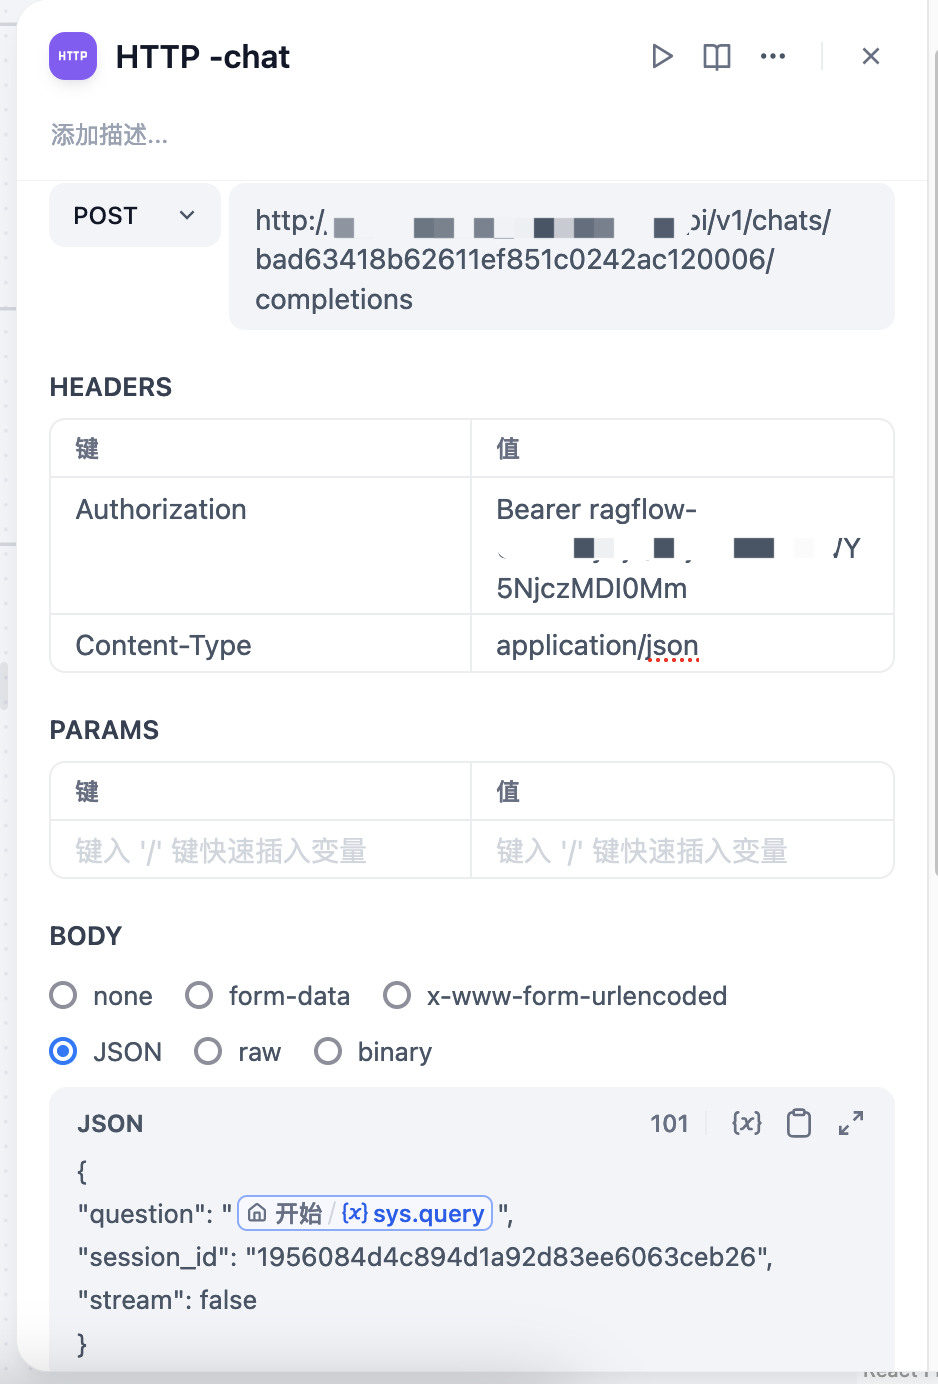 HTTP
HTTP -chat
添加描述...
POST
http:/
pi/v1/chats/
bad63418b62611ef851c0242ac120006/
completions
HEADERS
键 值
Authorization Bearer ragflow-
/Y
5NjczMDI0Mm
Content-Type application/json
PARAMS
键 值
键入 '/' 键快速插入变量 键入 '/' 键快速插入变量
BODY
none form-data x-www-form-urlencoded
JSON raw binary
JSON 101 {x}
{
"question": " 开始 / {x} sys.query ",
"session_id": "1956084d4c894d1a92d83ee6063ceb26",
"stream": false
}